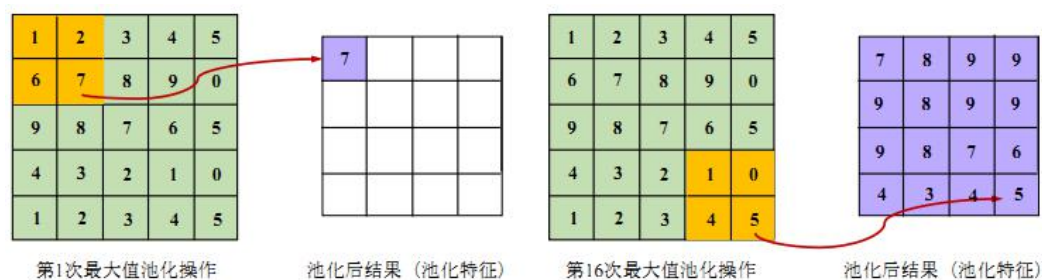 1 2 3 4 5
6 7 8 9 0
9 8 7 6 5
4 3 2 1 0
1 2 3 4 5
第1次最大值池化操作
7
池化后结果（池化特征）
1 2 3 4 5
6 7 8 9 0
9 8 7 6 5
4 3 2 1 0
1 2 3 4 5
第16次最大值池化操作
7 8 9 9
9 8 9 9
9 8 7 6
4 3 4 5
池化后结果（池化特征）